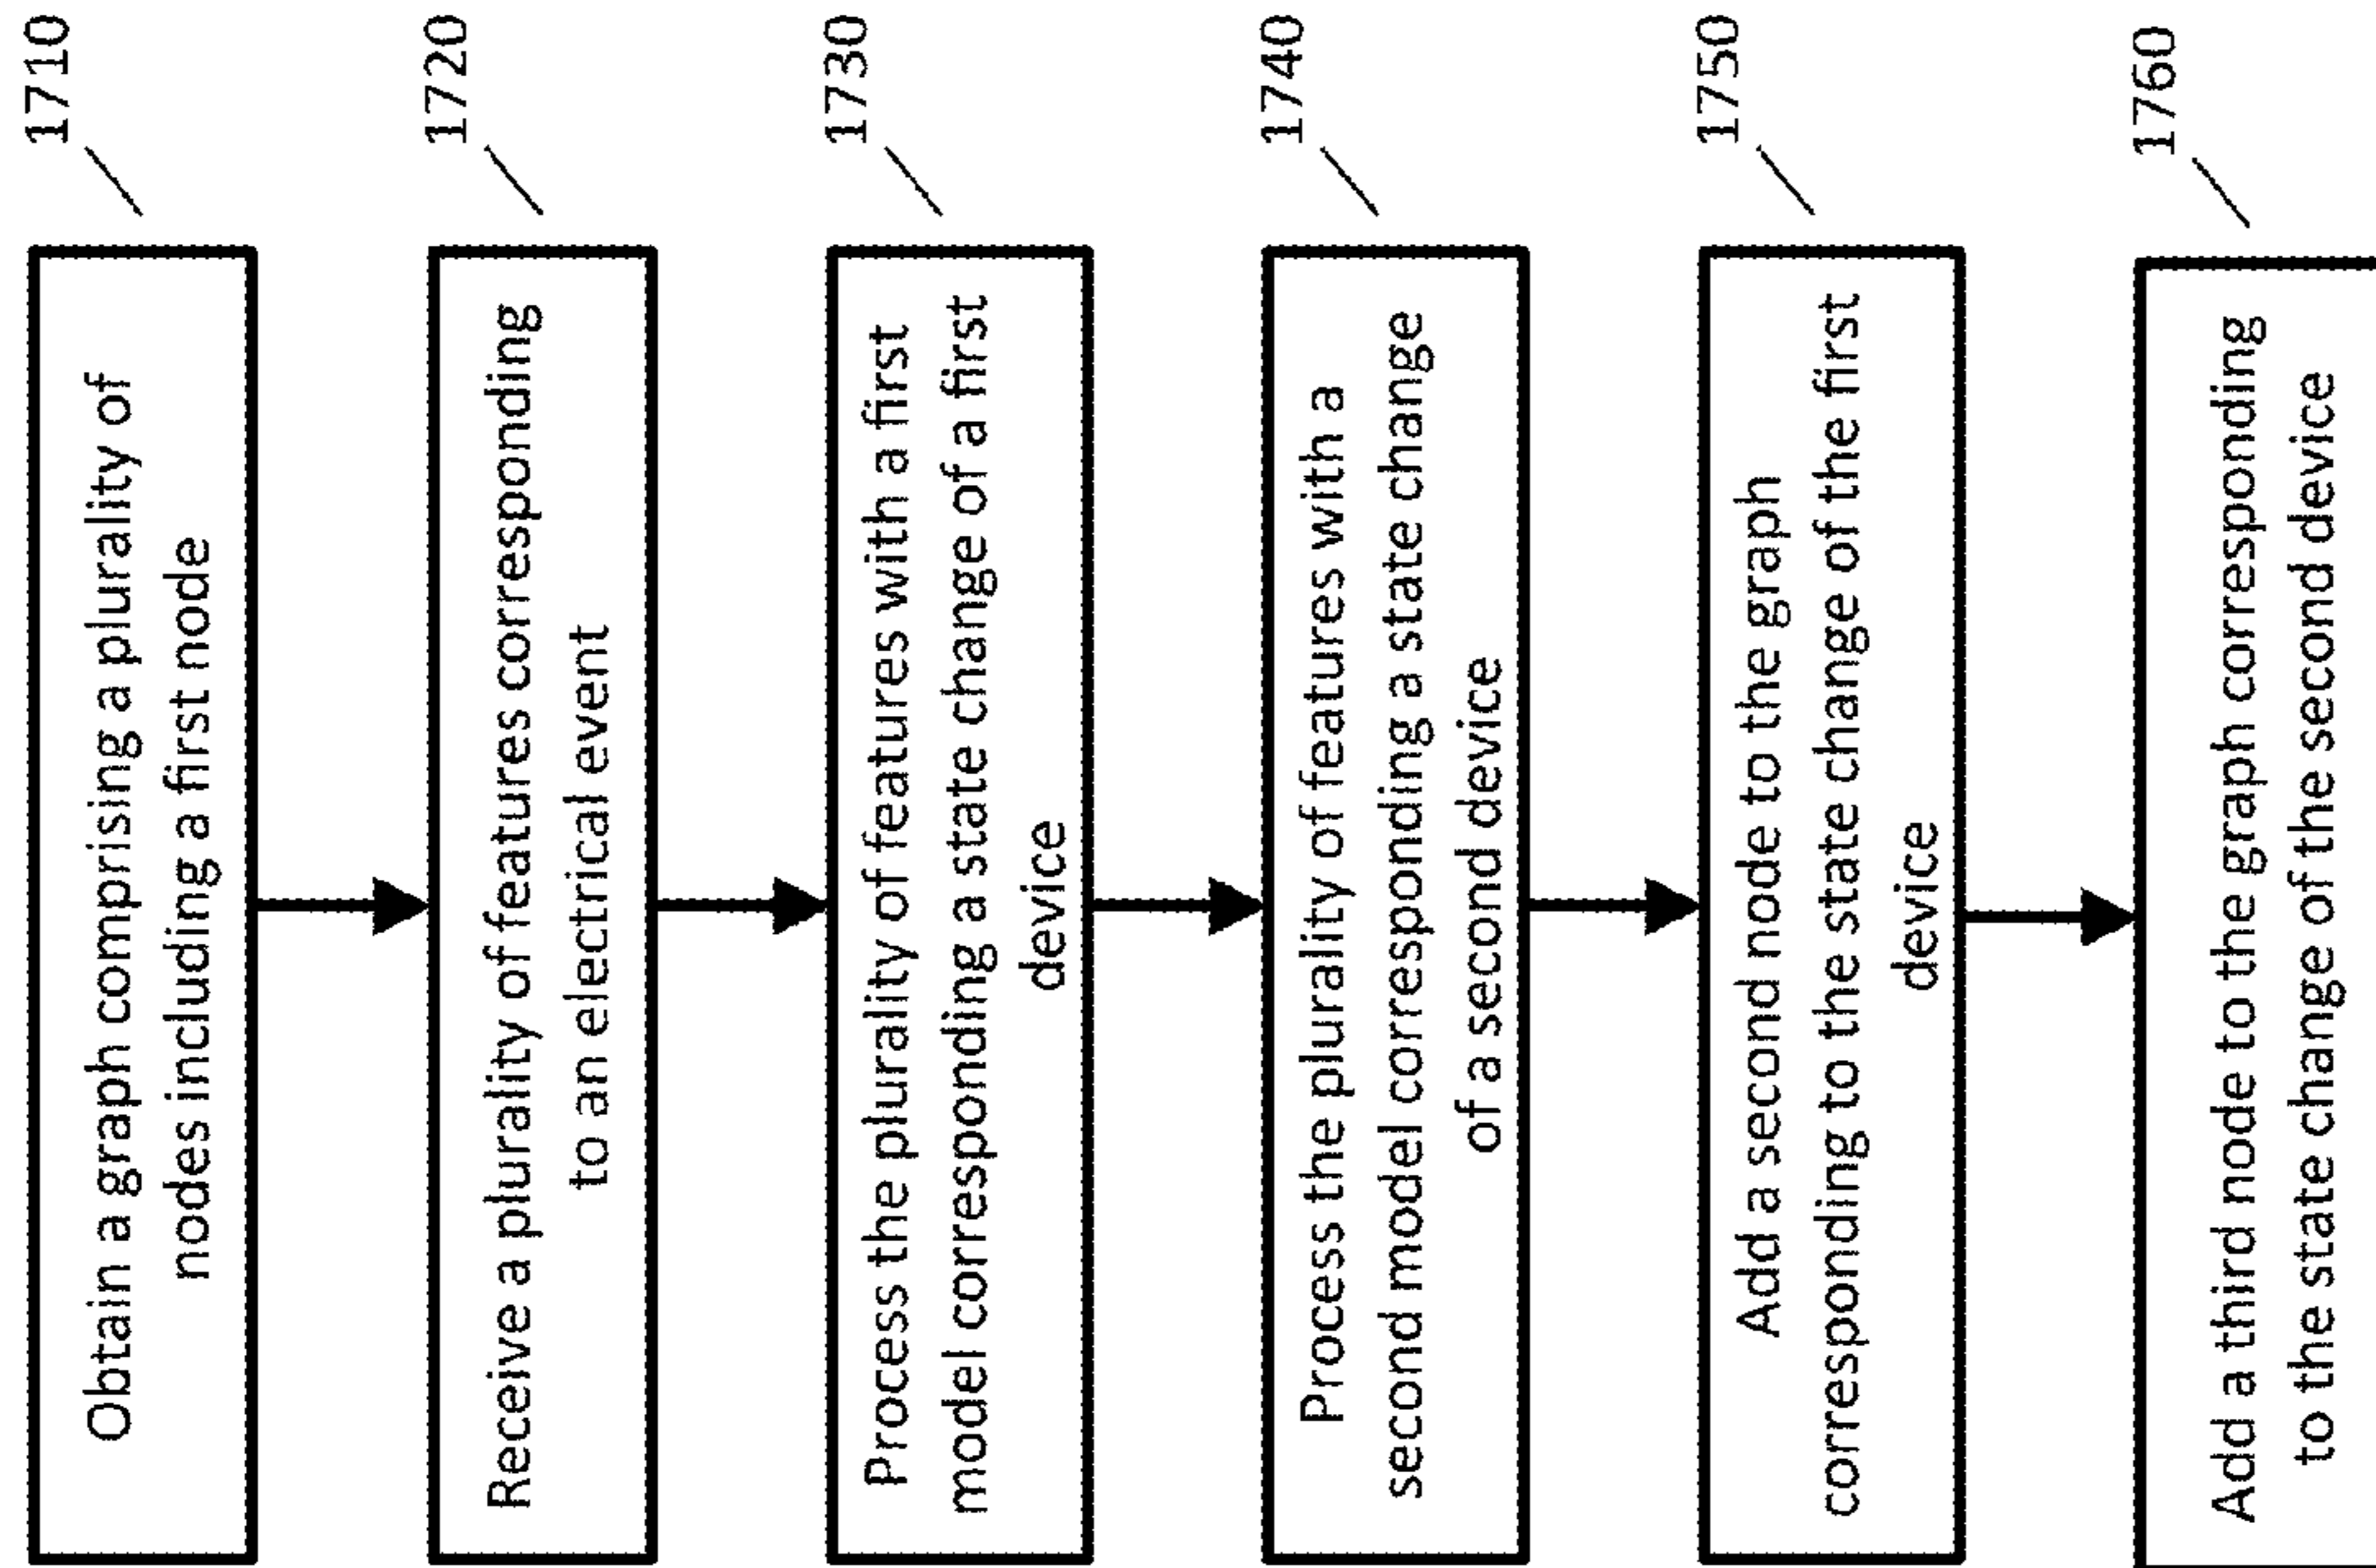 1710
Obtain a graph comprising a plurality of
nodes including a first node
1720
Receive a plurality of features corresponding
to an electrical event
1730
Process the plurality of features with a first
model corresponding a state change of a first
device
1740
Process the plurality of features with a
second model corresponding a state change
of a second device
1750
Add a second node to the graph
corresponding to the state change of the first
device
1760
Add a third node to the graph corresponding
to the state change of the second device